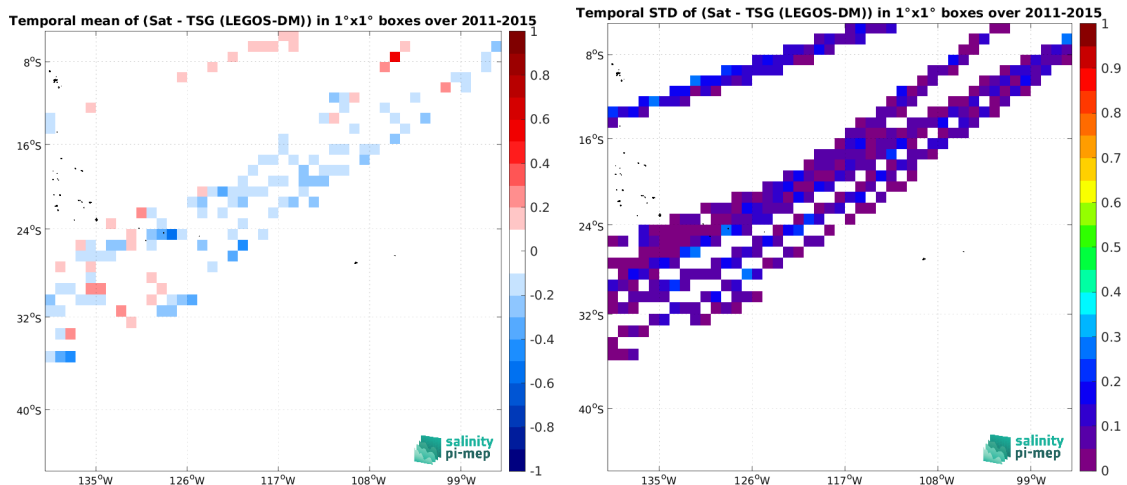 Temporal mean of (Sat - TSG (LEGOS-DM)) in 1°x1° boxes over 2011-2015
8°S
16°S
24°S
32°S
40°S
135°W
126°W
117°W
108°W
99°W
1
0.8
0.6
0.4
0.2
0
-0.2
-0.4
-0.6
-0.8
-1
salinity
pi-mep
Temporal STD of (Sat - TSG (LEGOS-DM)) in 1°x1° boxes over 2011-2015
8°S
16°S
24°S
32°S
40°S
135°W
126°W
117°W
108°W
99°W
1
0.9
0.8
0.7
0.6
0.5
0.4
0.3
0.2
0.1
0
salinity
pi-mep